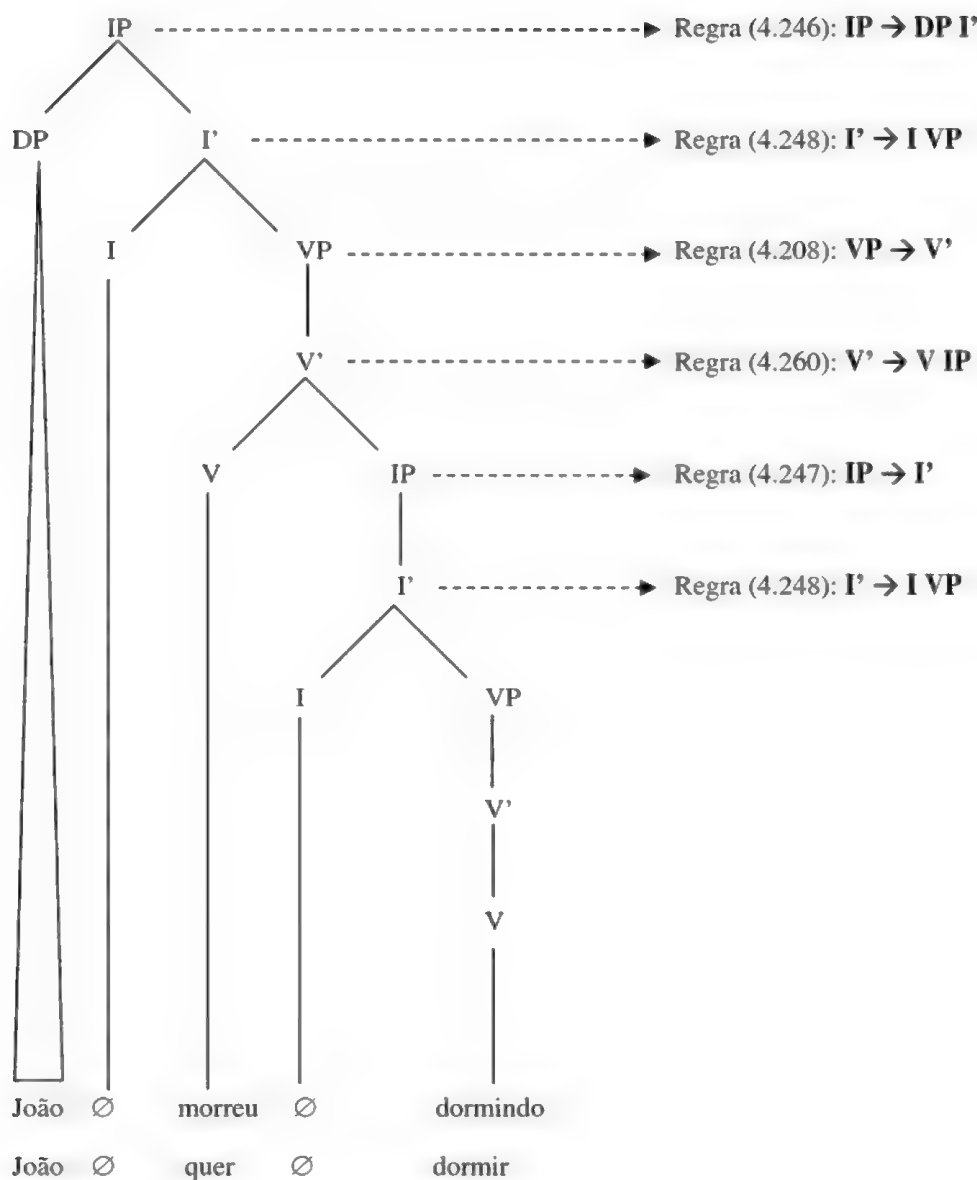 IP Regra (4.246): IP → DP I’
DP I’ Regra (4.248): I’ → I VP
I VP Regra (4.208): VP → V’
V’ Regra (4.260): V’ → V IP
V IP Regra (4.247): IP → I’
I’ Regra (4.248): I’ → I VP
I VP
V’
V
João ∅ morreu ∅ dormindo
João ∅ quer ∅ dormir